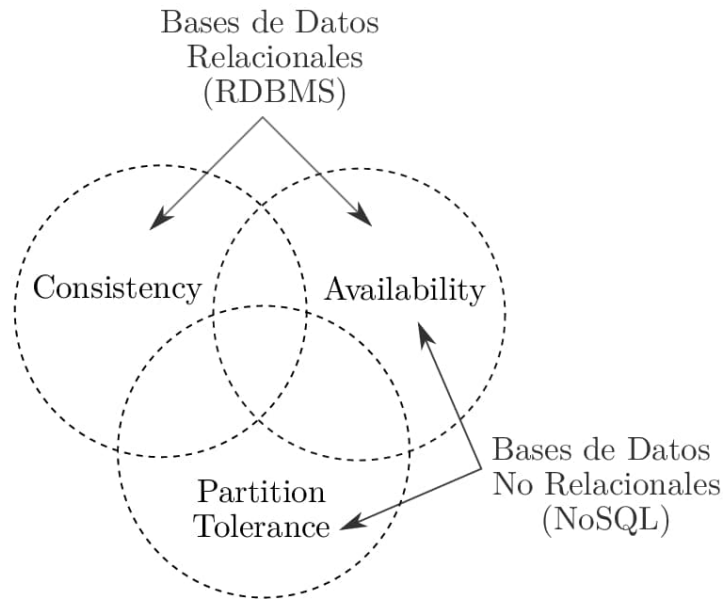 Bases de Datos
Relacionales
(RDBMS)
Consistency
Availability
Bases de Datos
No Relacionales
(NoSQL)
Partition
Tolerance